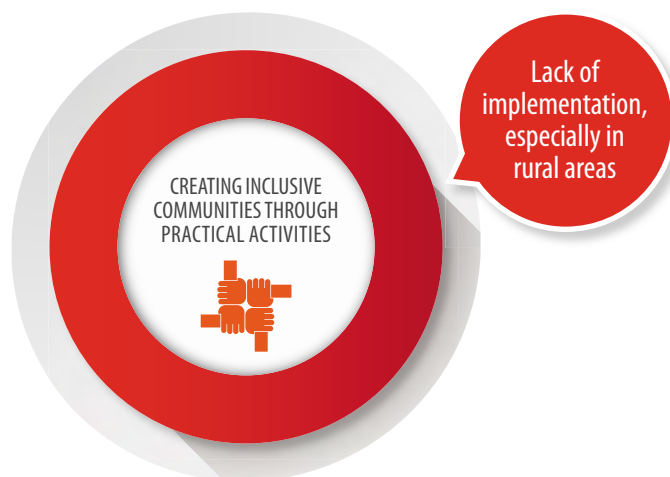 CREATING INCLUSIVE
COMMUNITIES THROUGH
PRACTICAL ACTIVITIES
Lack of
implementation,
especially in
rural areas